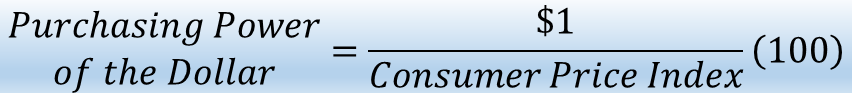 Purchasing Power
of the Dollar
= $1 / Consumer Price Index (100)